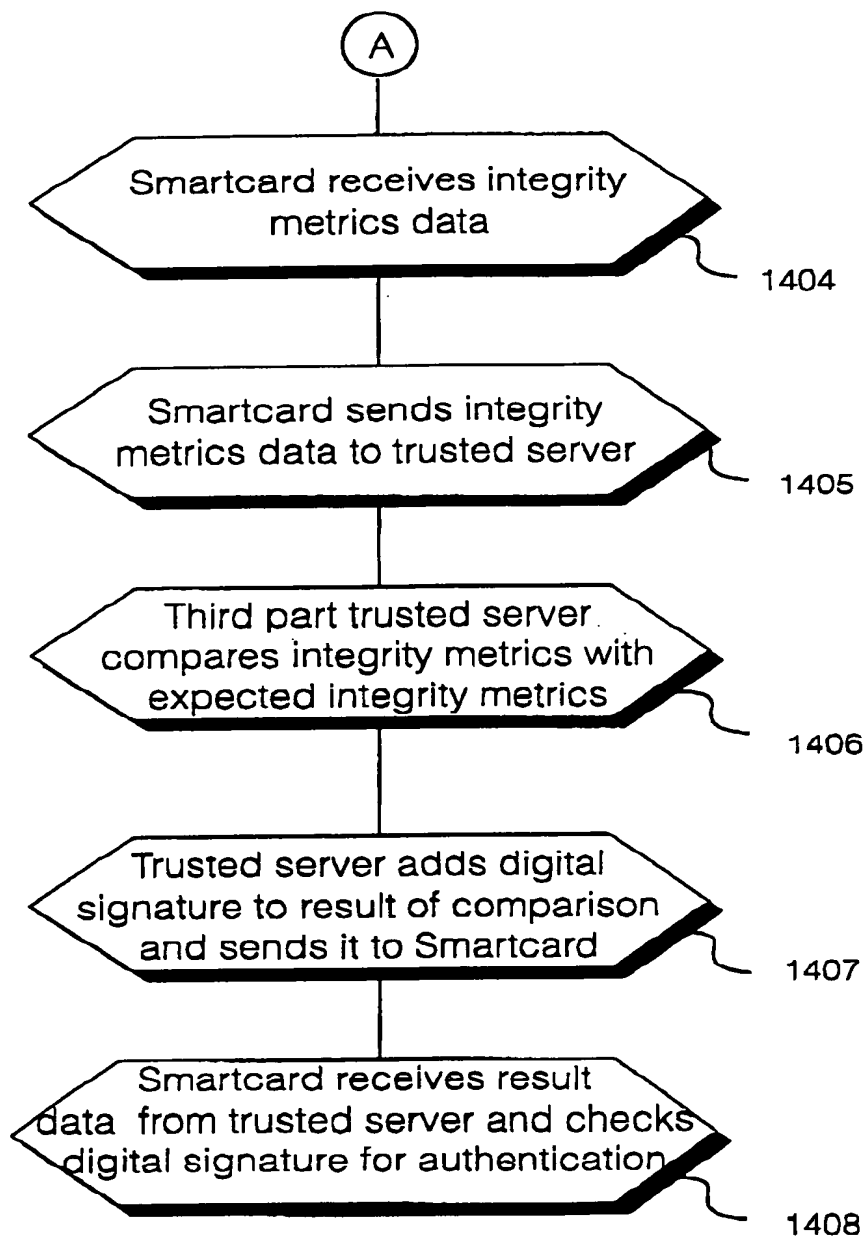 A
Smartcard receives integrity
metrics data
1404
Smartcard sends integrity
metrics data to trusted server
1405
Third part trusted server
compares integrity metrics with
expected integrity metrics
1406
Trusted server adds digital
signature to result of comparison
and sends it to Smartcard
1407
Smartcard receives result
data from trusted server and checks
digital signature for authentication
1408